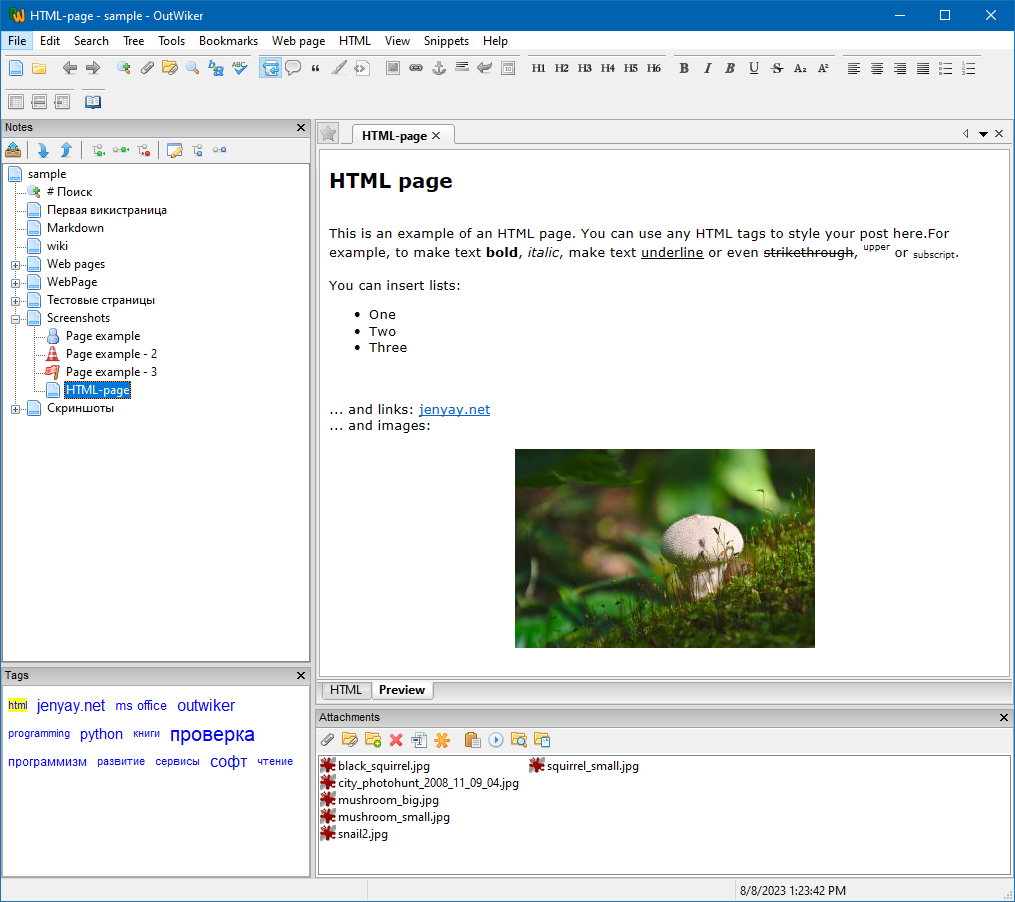 HTML-page - sample - OutWiker
File Edit Search Tree Tools Bookmarks Web page HTML View Snippets Help
H1 H2 H3 H4 H5 H6 B I B U S A₂ A²
Notes
sample
# Поиск
Первая викистраница
Markdown
wiki
Web pages
WebPage
Тестовые страницы
Screenshots
Page example
Page example - 2
Page example - 3
HTML-page
Скриншоты
Tags
html jenyay.net ms office outwiker
programming python книги проверка
программизм развитие сервисы софт чтение
HTML-page
HTML page
This is an example of an HTML page. You can use any HTML tags to style your post here.For
example, to make text bold, italic, make text underline or even strikethrough, upper or subscript.
You can insert lists:
• One
• Two
• Three
... and links: jenyay.net
... and images:
HTML Preview
Attachments
black_squirrel.jpg squirrel_small.jpg
city_photohunt_2008_11_09_04.jpg
mushroom_big.jpg
mushroom_small.jpg
snail2.jpg
8/8/2023 1:23:42 PM